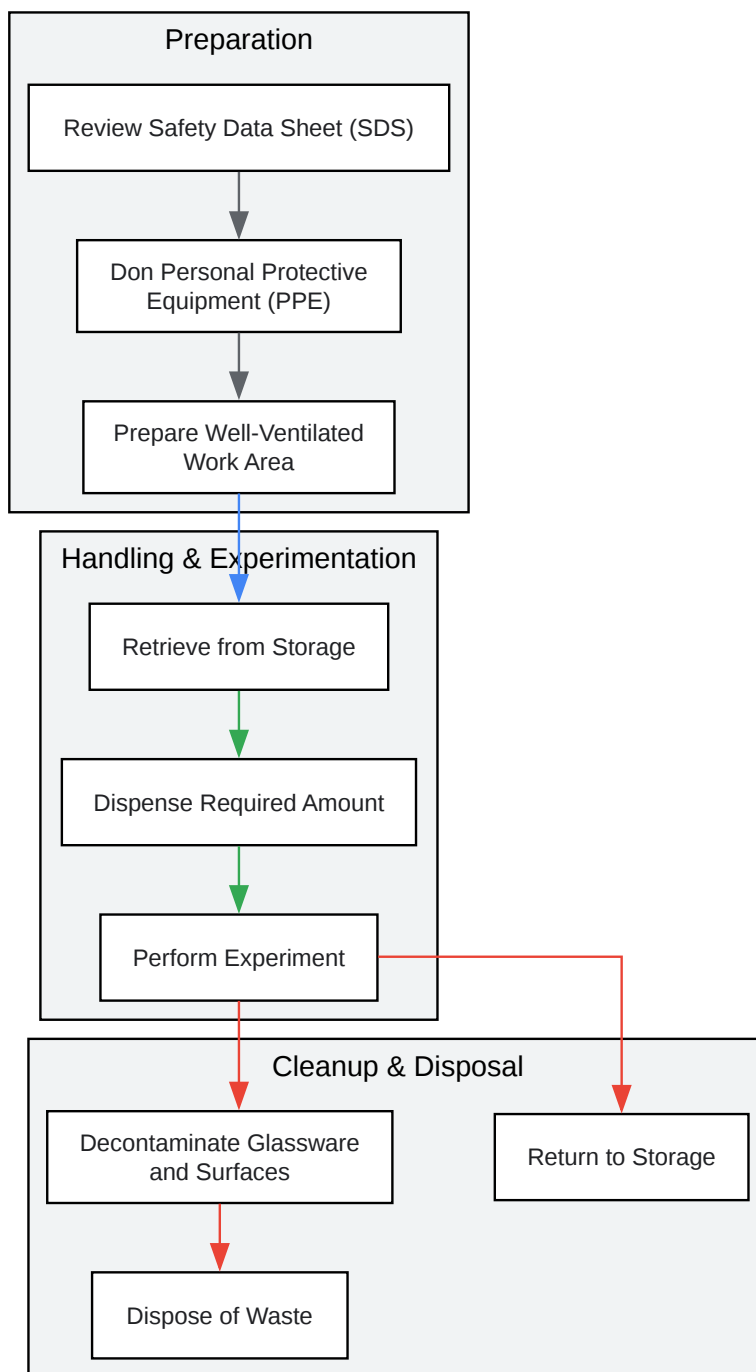 Preparation
Review Safety Data Sheet (SDS)
Don Personal Protective
Equipment (PPE)
Prepare Well-Ventilated
Work Area
Handling & Experimentation
Retrieve from Storage
Dispense Required Amount
Perform Experiment
Cleanup & Disposal
Decontaminate Glassware
and Surfaces
Return to Storage
Dispose of Waste